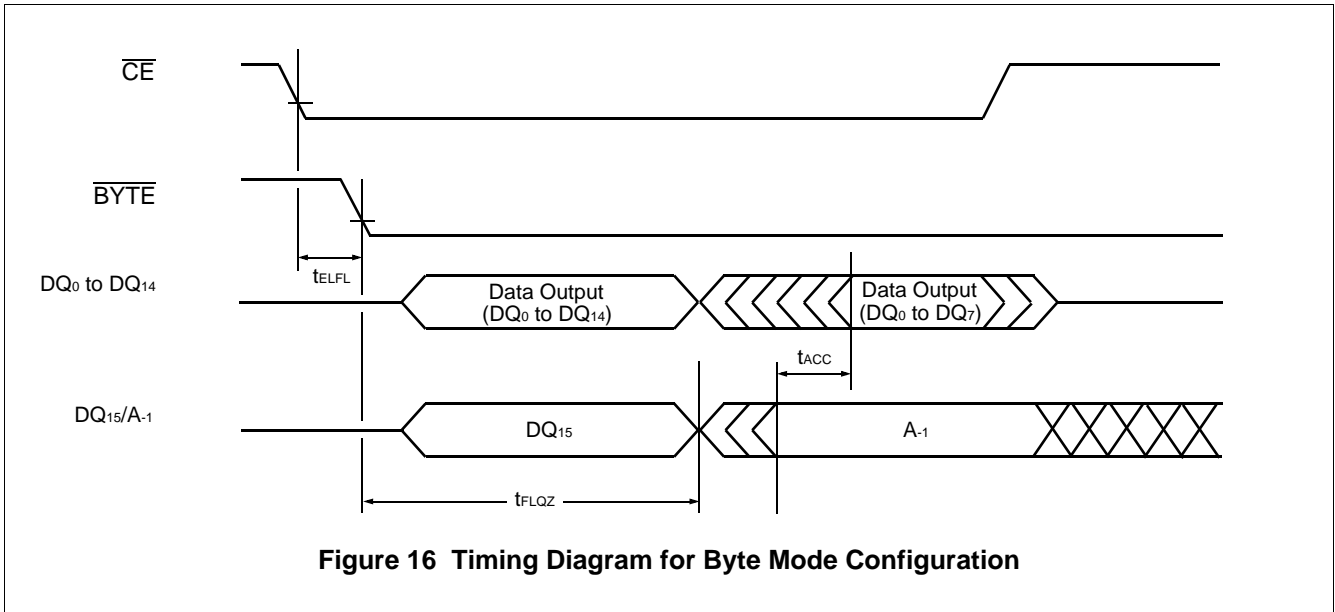 CE
BYTE
tELFL
DQ0 to DQ14
Data Output
(DQ0 to DQ14)
Data Output
(DQ0 to DQ7)
tACC
DQ15/A-1
DQ15
A-1
tFLQZ
Figure 16 Timing Diagram for Byte Mode Configuration